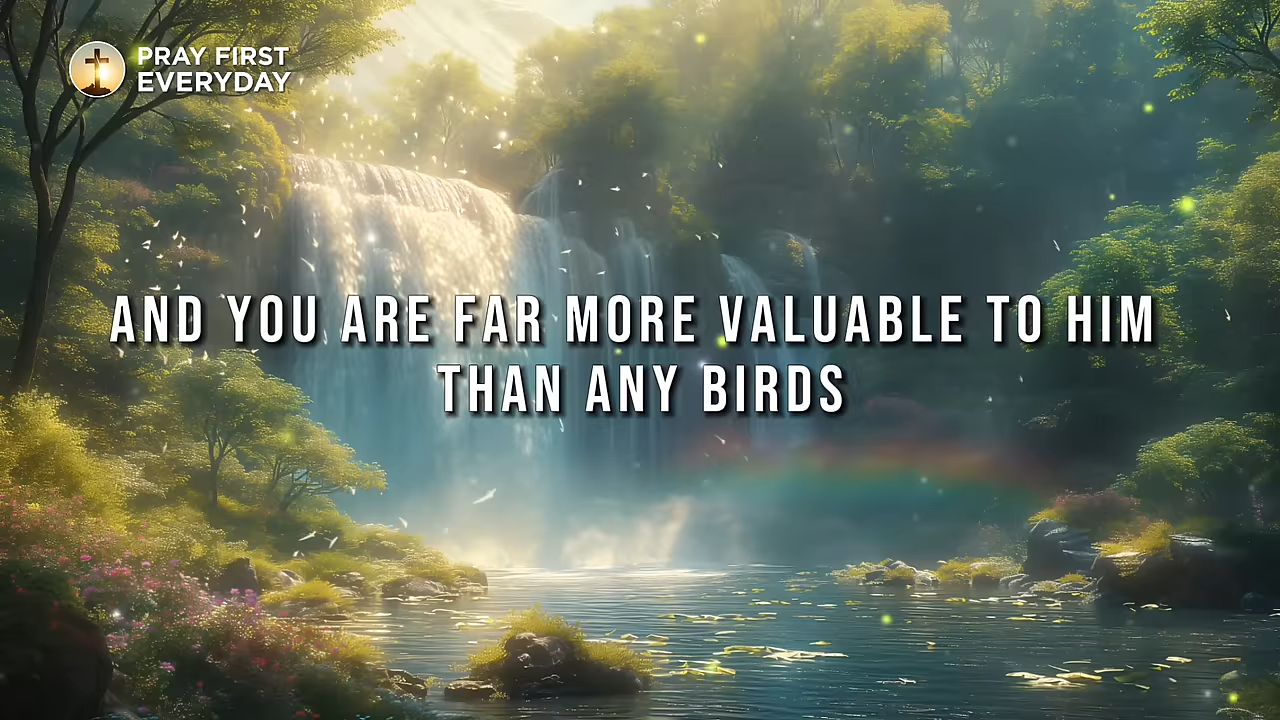 PRAY FIRST
EVERYDAY
AND YOU ARE FAR MORE VALUABLE TO HIM
THAN ANY BIRDS